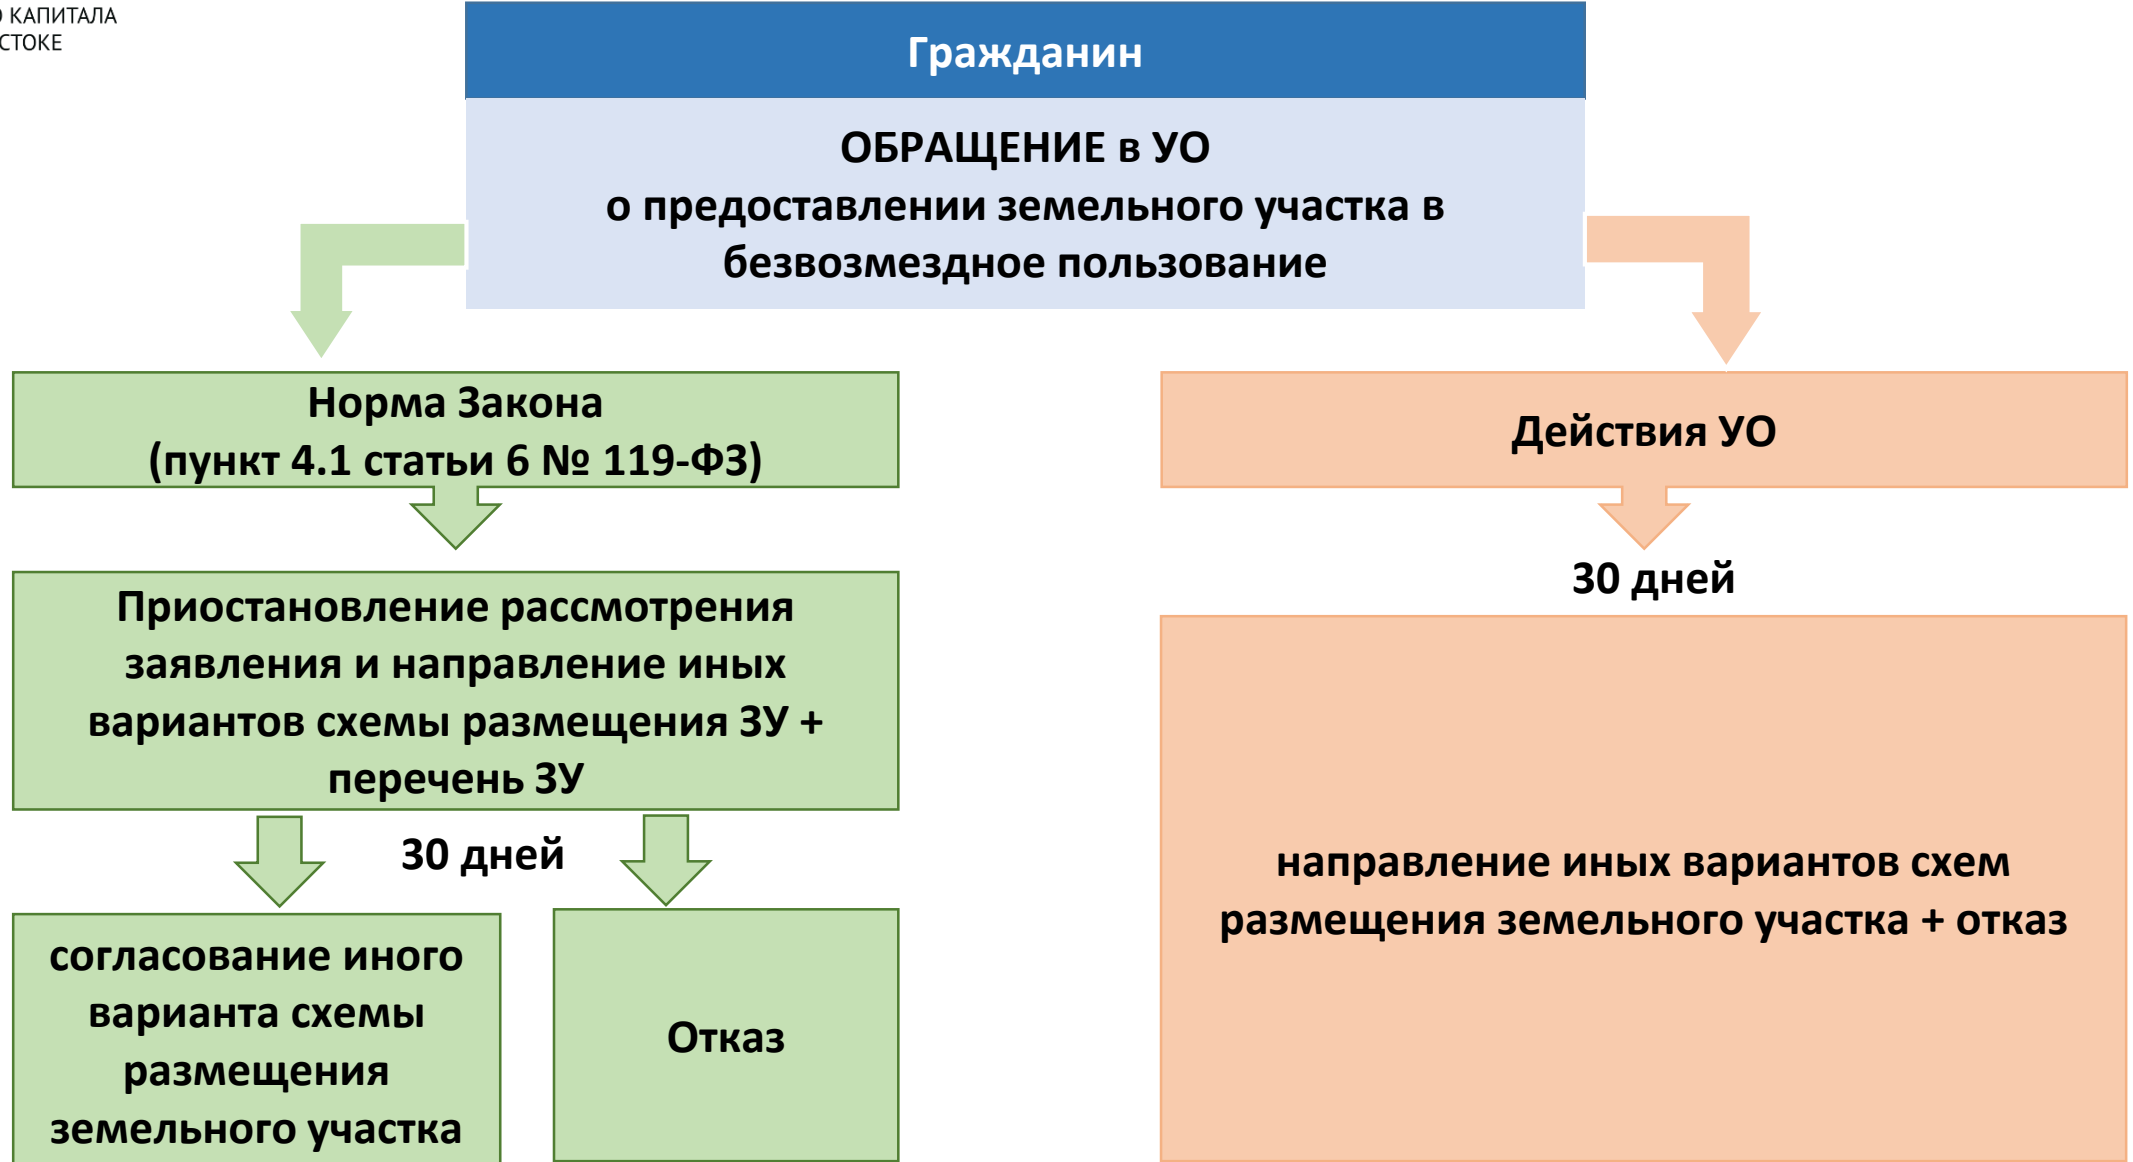 КАПИТАЛА
Гражданин
ОБРАЩЕНИЕ в УО
о предоставлении земельного участка в
безвозмездное пользование
Норма Закона
(пункт 4.1 статьи 6 № 119-ФЗ)
Приостановление рассмотрения
заявления и направление иных
вариантов схемы размещения ЗУ +
перечень ЗУ
30 дней
согласование иного
варианта схемы
размещения
земельного участка
Отказ
Действия УО
30 дней
направление иных вариантов схем
размещения земельного участка + отказ